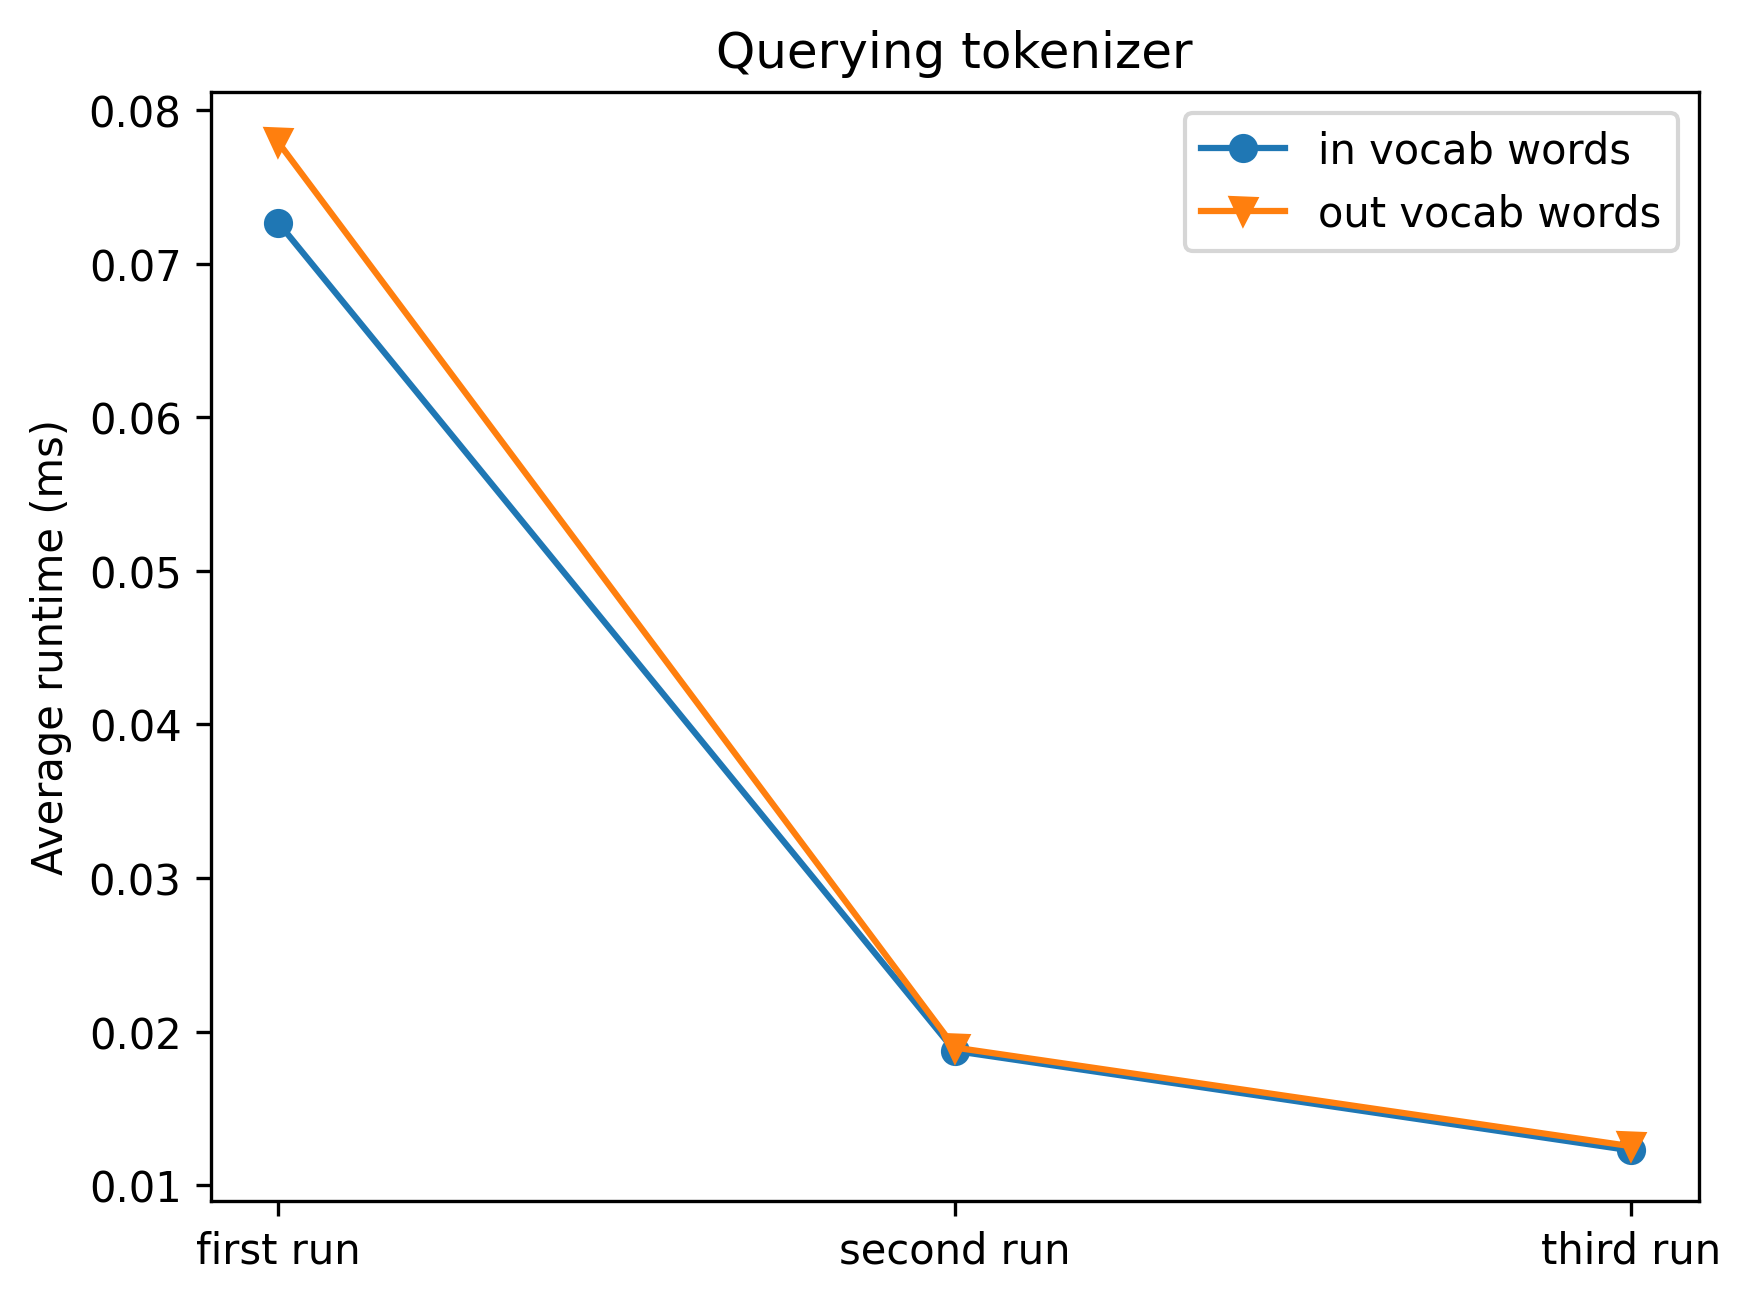 Querying tokenizer
in vocab words
out vocab words
Average runtime (ms)
0.08
0.07
0.06
0.05
0.04
0.03
0.02
0.01
first run
second run
third run